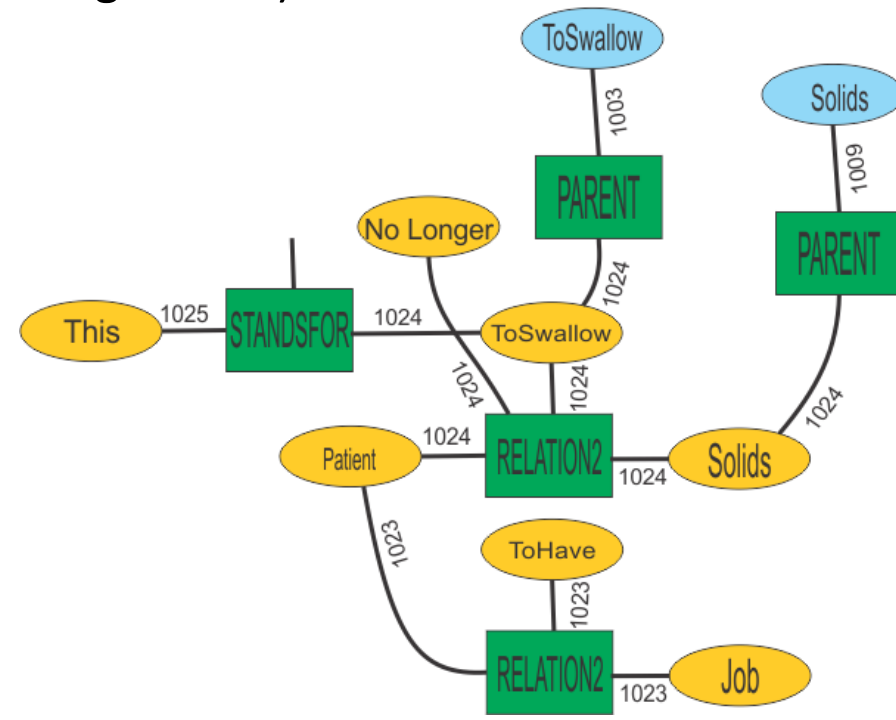 ToSwallow
Solids
1003
1009
PARENT
PARENT
No Longer
1024
This
1025
STANDSFOR
1024
ToSwallow
1024
1024
1024
Patient
1024
RELATION2
1024
Solids
1023
ToHave
1023
RELATION2
1023
Job